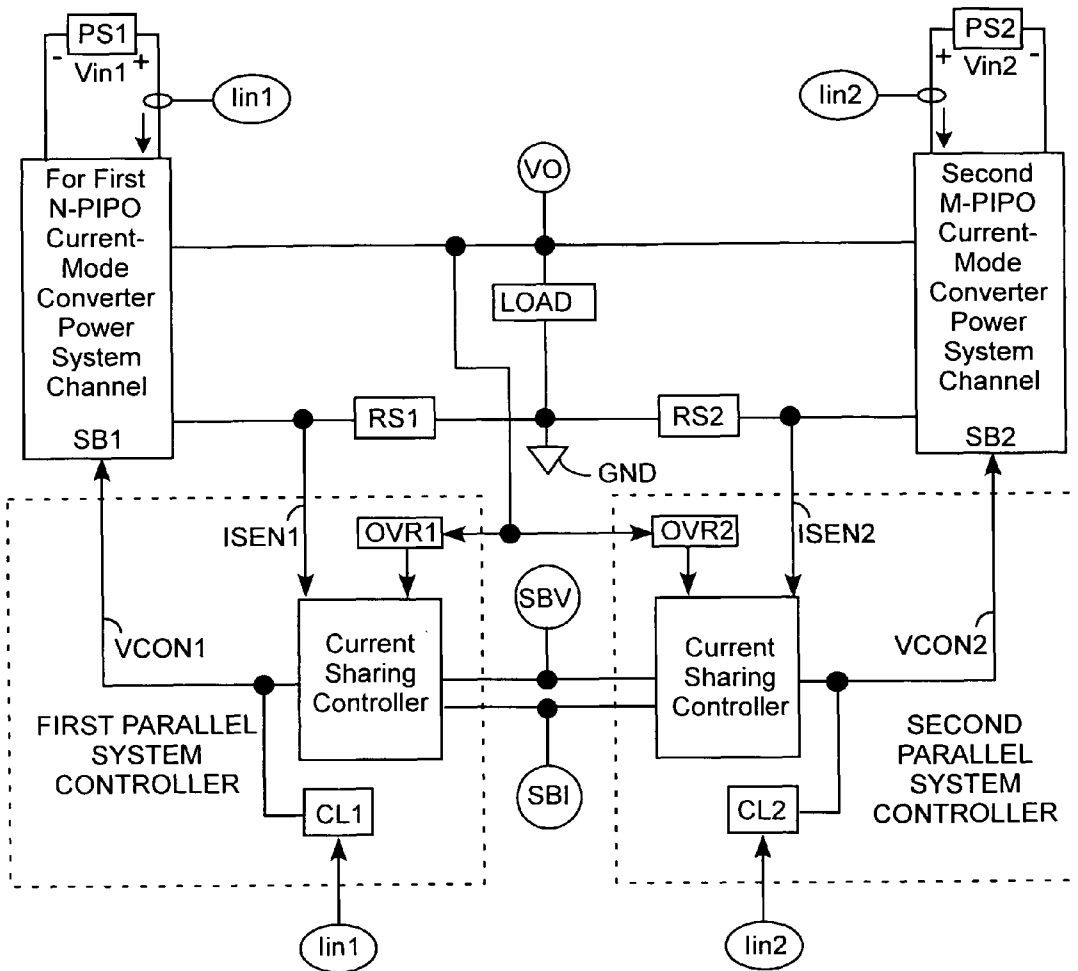 PS1
- Vin1 +
Iin1
PS2
+ Vin2 -
Iin2
For First
N-PIPO
Current-
Mode
Converter
Power
System
Channel
SB1
VO
LOAD
Second
M-PIPO
Current-
Mode
Converter
Power
System
Channel
SB2
RS1
RS2
GND
ISEN1
OVR1
OVR2
ISEN2
SBV
VCON1
Current
Sharing
Controller
Current
Sharing
Controller
VCON2
FIRST PARALLEL
SYSTEM
CONTROLLER
SBI
SECOND
PARALLEL
SYSTEM
CONTROLLER
CL1
CL2
Iin1
Iin2